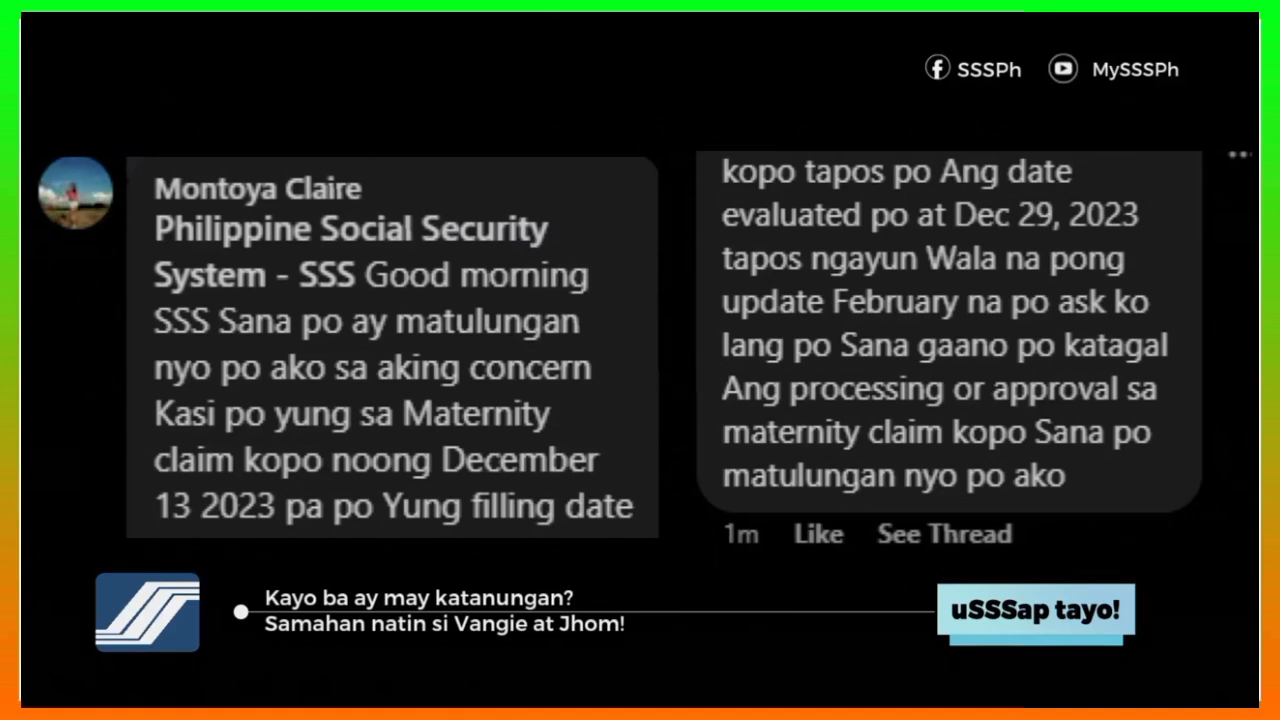 SSSPh MySSSPh
Montoya Claire
Philippine Social Security
System - SSS Good morning
SSS Sana po ay matulungan
nyo po ako sa aking concern
Kasi po yung sa Maternity
claim kopo noong December
13 2023 pa po Yung filling date
kopo tapos po Ang date
evaluated po at Dec 29, 2023
tapos ngayun Wala na pong
update February na po ask ko
lang po Sana gaano po katagal
Ang processing or approval sa
maternity claim kopo Sana po
matulungan nyo po ako
1m Like See Thread
Kayo ba ay may katanungan?
Samahan natin si Vangie at Jhom!
uSSSap tayo!